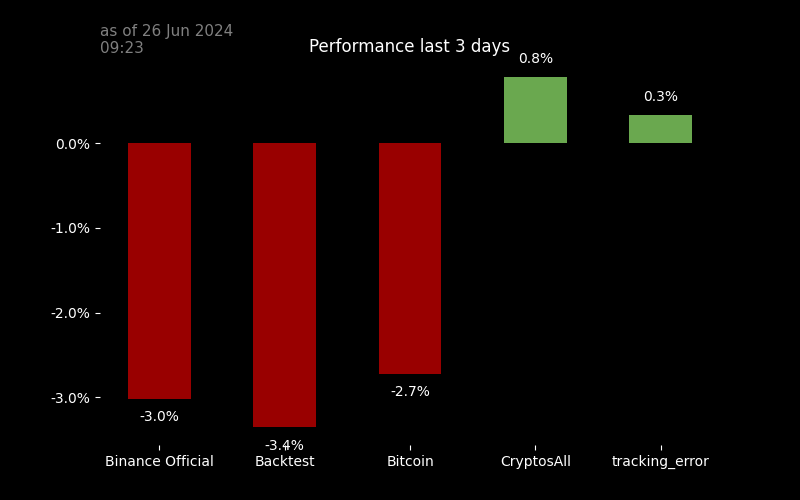 as of 26 Jun 2024
09:23
Performance last 3 days
0.8%
0.3%
0.0%
-1.0%
-2.0%
-3.0%
-3.0%
-3.4%
-2.7%
Binance Official
Backtest
Bitcoin
CryptosAll
tracking_error